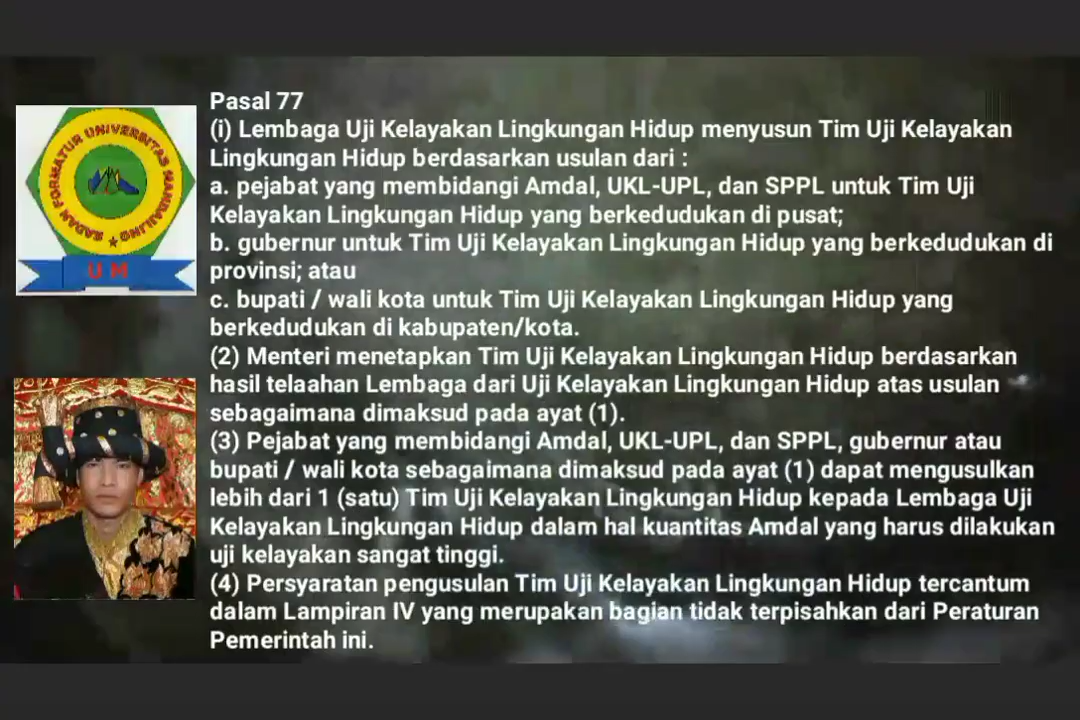 BADAN FORMATUR UNIVERSITAS MANDAILING
U M
Pasal 77
(i) Lembaga Uji Kelayakan Lingkungan Hidup menyusun Tim Uji Kelayakan
Lingkungan Hidup berdasarkan usulan dari :
a. pejabat yang membidangi Amdal, UKL-UPL, dan SPPL untuk Tim Uji
Kelayakan Lingkungan Hidup yang berkedudukan di pusat;
b. gubernur untuk Tim Uji Kelayakan Lingkungan Hidup yang berkedudukan di
provinsi; atau
c. bupati / wali kota untuk Tim Uji Kelayakan Lingkungan Hidup yang
berkedudukan di kabupaten/kota.
(2) Menteri menetapkan Tim Uji Kelayakan Lingkungan Hidup berdasarkan
hasil telaahan Lembaga dari Uji Kelayakan Lingkungan Hidup atas usulan
sebagaimana dimaksud pada ayat (1).
(3) Pejabat yang membidangi Amdal, UKL-UPL, dan SPPL, gubernur atau
bupati / wali kota sebagaimana dimaksud pada ayat (1) dapat mengusulkan
lebih dari 1 (satu) Tim Uji Kelayakan Lingkungan Hidup kepada Lembaga Uji
Kelayakan Lingkungan Hidup dalam hal kuantitas Amdal yang harus dilakukan
uji kelayakan sangat tinggi.
(4) Persyaratan pengusulan Tim Uji Kelayakan Lingkungan Hidup tercantum
dalam Lampiran IV yang merupakan bagian tidak terpisahkan dari Peraturan
Pemerintah ini.